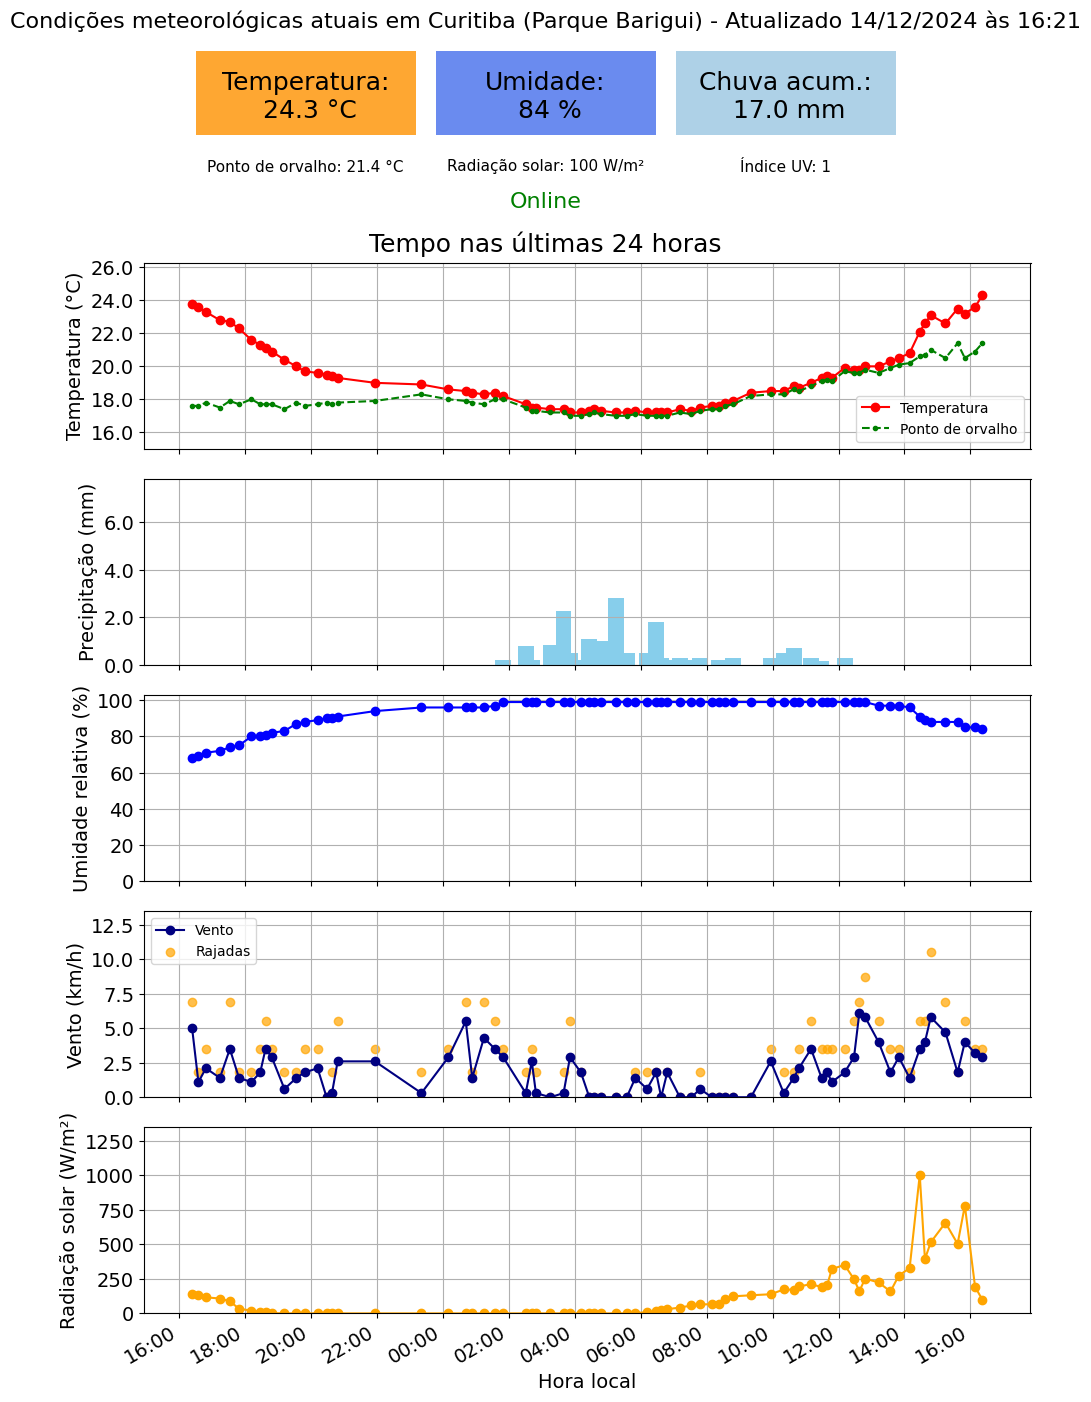 Condições meteorológicas atuais em Curitiba (Parque Barigui) - Atualizado 14/12/2024 às 16:21
Temperatura:
24.3 °C
Umidade:
84 %
Chuva acum.:
17.0 mm
Ponto de orvalho: 21.4 °C
Radiação solar: 100 W/m²
Índice UV: 1
Online
Tempo nas últimas 24 horas
Temperatura (°C)
26.0
24.0
22.0
20.0
18.0
16.0
Temperatura
Ponto de orvalho
Precipitação (mm)
6.0
4.0
2.0
0.0
Umidade relativa (%)
100
80
60
40
20
0
Vento (km/h)
12.5
10.0
7.5
5.0
2.5
0.0
Vento
Rajadas
Radiação solar (W/m²)
1250
1000
750
500
250
0
16:00
18:00
20:00
22:00
00:00
02:00
04:00
06:00
08:00
10:00
12:00
14:00
16:00
Hora local